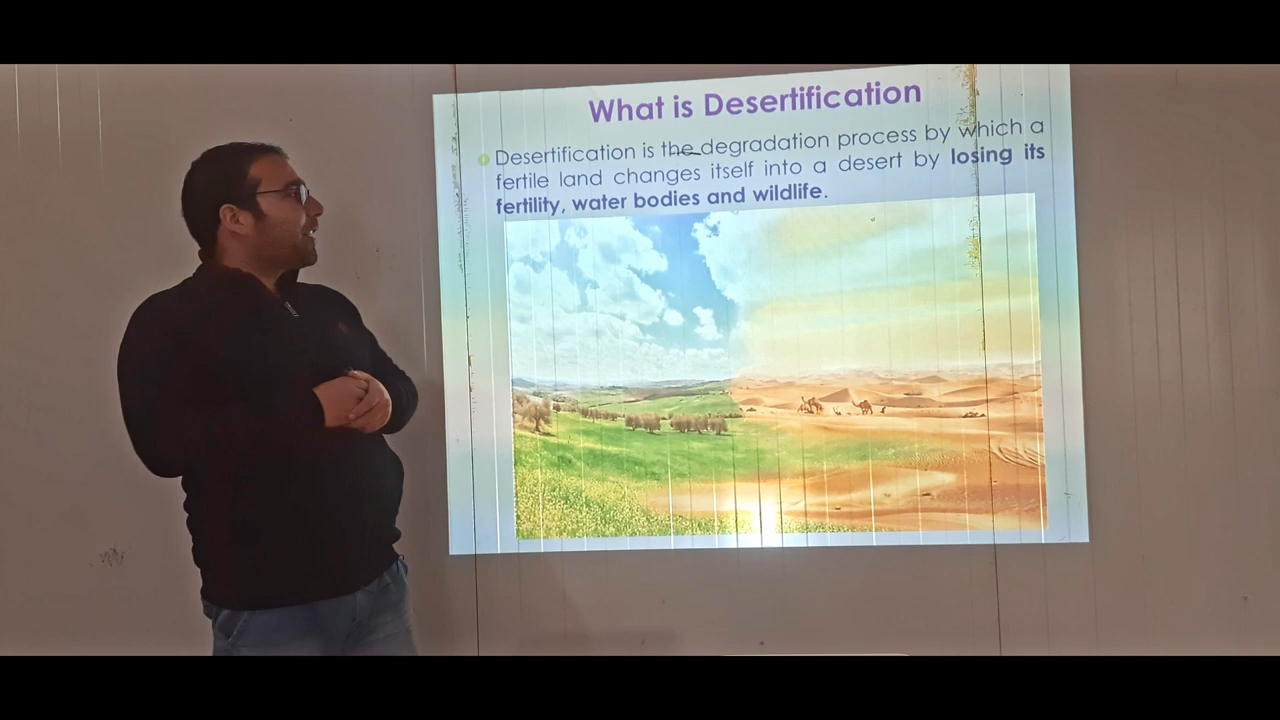 What is Desertification
Desertification is the degradation process by which a
fertile land changes itself into a desert by losing its
fertility, water bodies and wildlife.